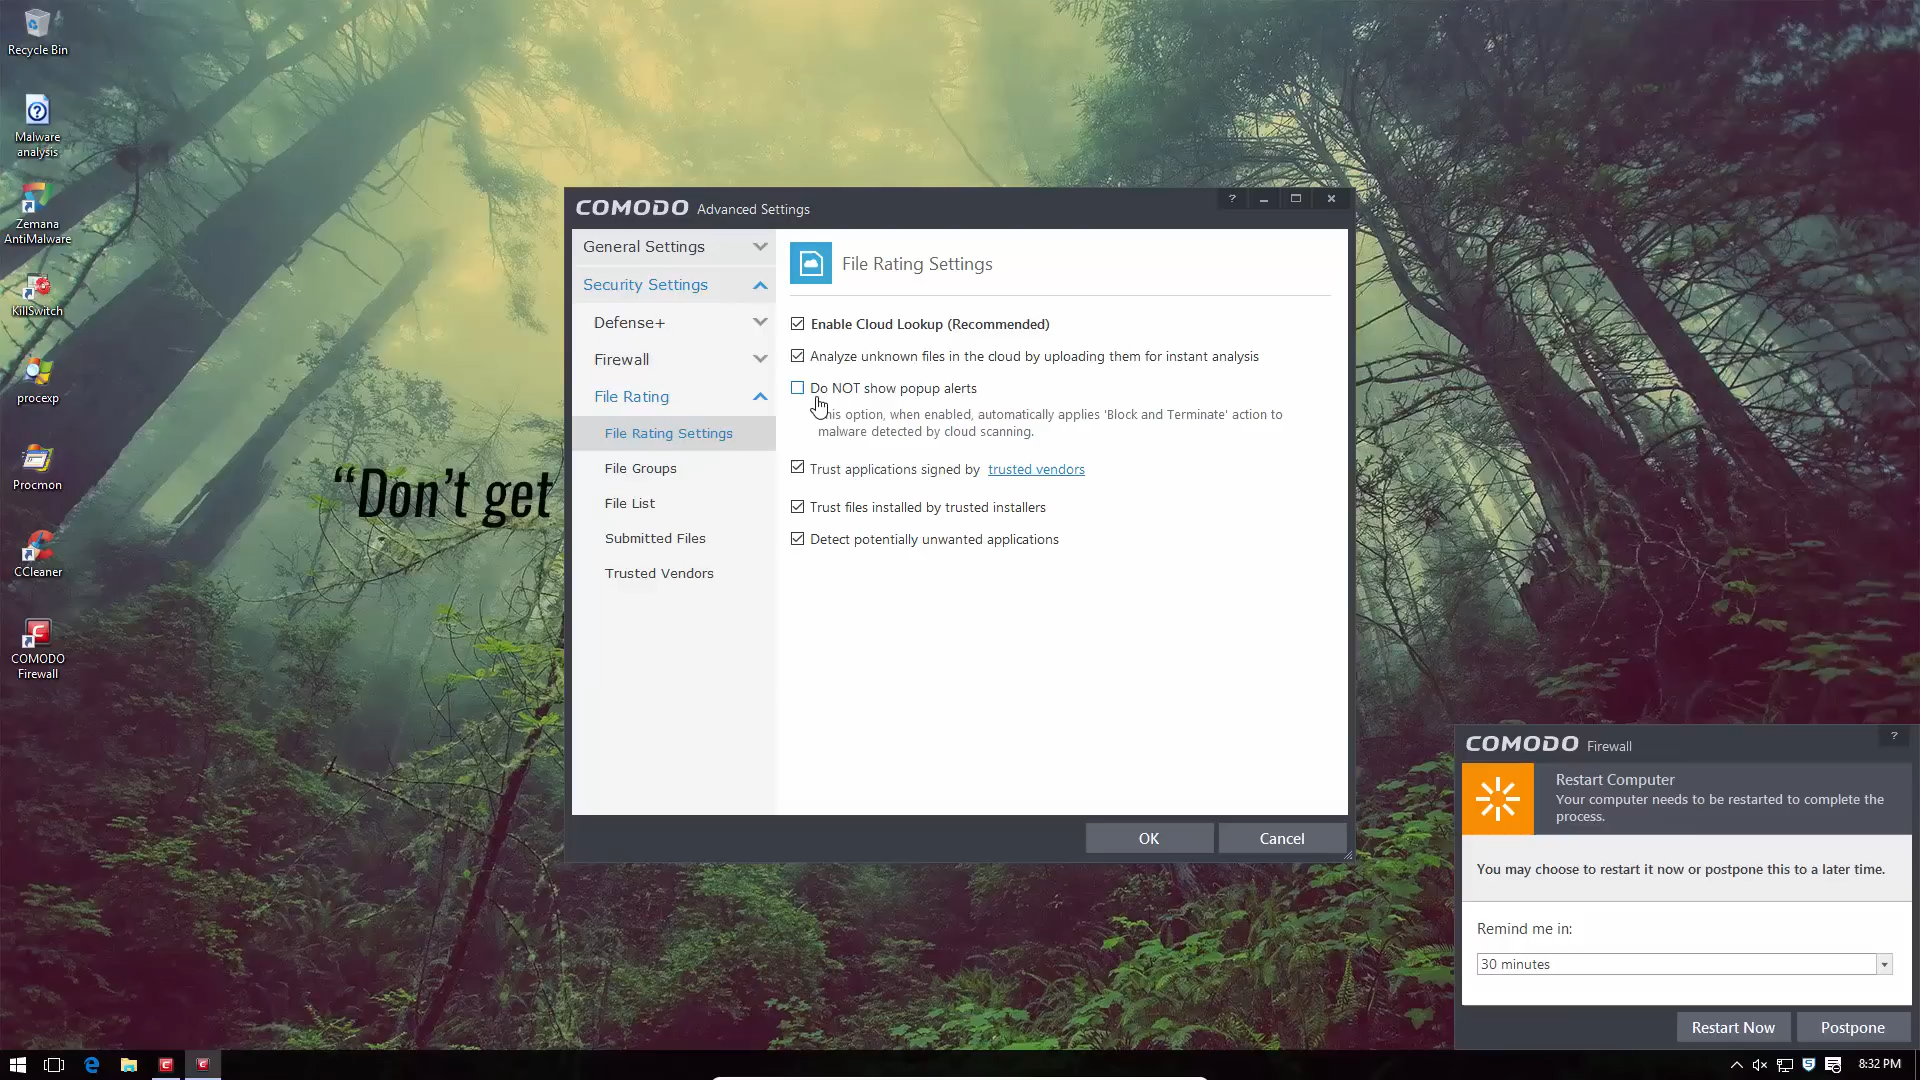 Recycle Bin
Malware
analysis
Zemana
AntiMalware
KillSwitch
procexp
Procmon
CCleaner
COMODO
Firewall
“Don’t get
COMODO Advanced Settings
?
General Settings
Security Settings
Defense+
Firewall
File Rating
File Rating Settings
File Groups
File List
Submitted Files
Trusted Vendors
File Rating Settings
Enable Cloud Lookup (Recommended)
Analyze unknown files in the cloud by uploading them for instant analysis
Do NOT show popup alerts
option, when enabled, automatically applies 'Block and Terminate' action to
malware detected by cloud scanning.
Trust applications signed by trusted vendors
Trust files installed by trusted installers
Detect potentially unwanted applications
OK
Cancel
COMODO Firewall
?
Restart Computer
Your computer needs to be restarted to complete the
process.
You may choose to restart it now or postpone this to a later time.
Remind me in:
30 minutes
Restart Now
Postpone
8:32 PM